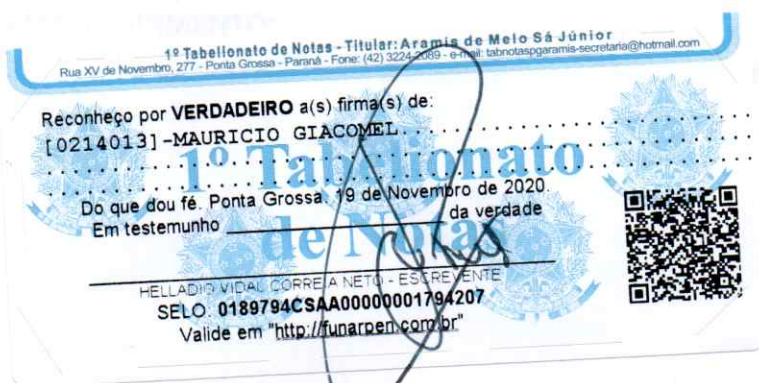 1º Tabelionato de Notas - Titular: Aramis de Melo Sá Júnior
Rua XV de Novembro, 277 - Ponta Grossa - Paraná - Fone: (42) 3224-2089 - e-mail: tabnotaspgaramis-secretaria@hotmail.com
Reconheço por VERDADEIRO a(s) firma(s) de:
[0214013]-MAURICIO GIACOMEL
1º Tabelionato
de Notas
Do que dou fé. Ponta Grossa, 19 de Novembro de 2020.
Em testemunho ____________ da verdade
HELLADIO VIDAL CORREIA NETO - ESCREVENTE
SELO: 0189794CSAA00000001794207
Valide em "http://funarpen.com.br"